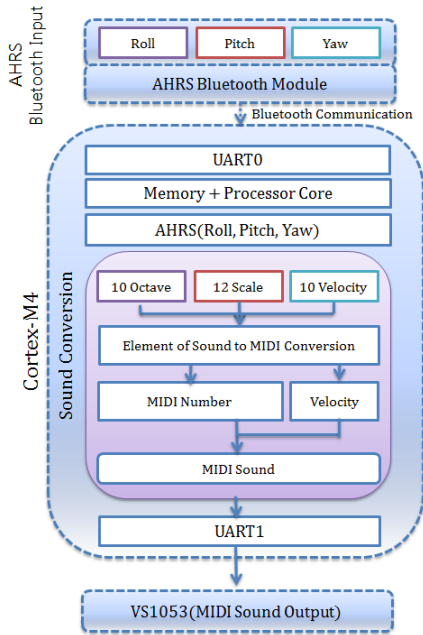 AHRS
Bluetooth Input
Roll
Pitch
Yaw
AHRS Bluetooth Module
Bluetooth Communication
Cortex-M4
Sound Conversion
UART0
Memory + Processor Core
AHRS(Roll, Pitch, Yaw)
10 Octave
12 Scale
10 Velocity
Element of Sound to MIDI Conversion
MIDI Number
Velocity
MIDI Sound
UART1
VS1053(MIDI Sound Output)